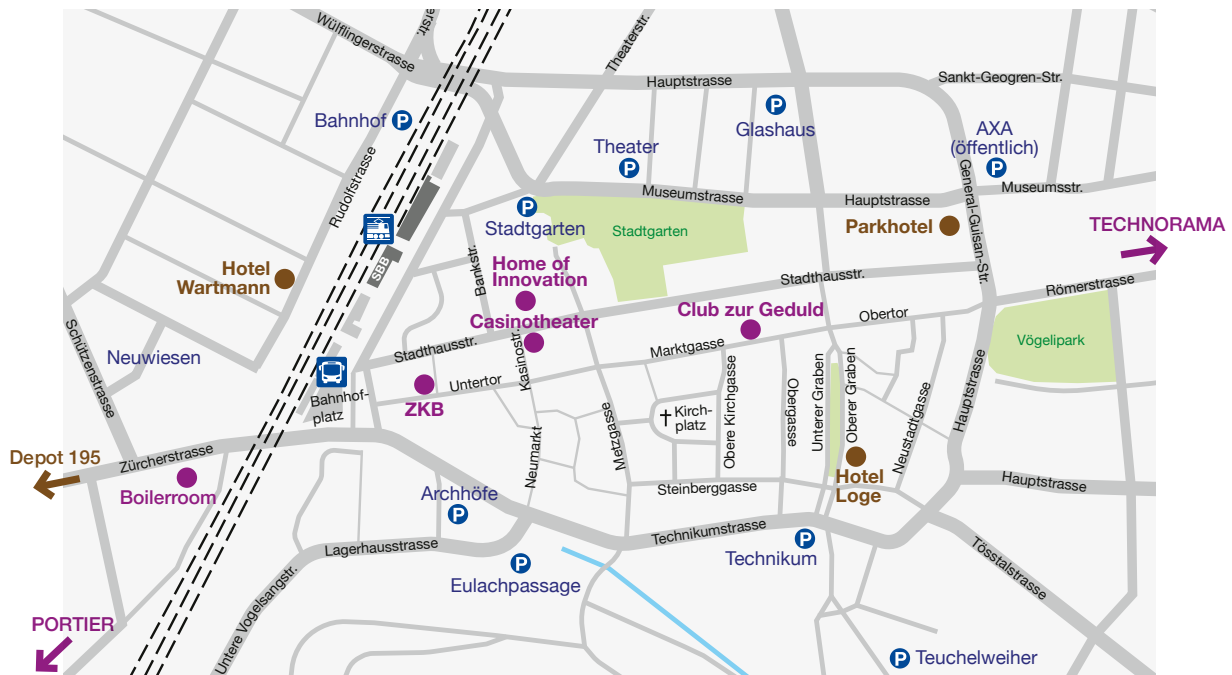 Wülflingerstrasse
erstr.
Theaterstr.
Hauptstrasse
Sankt-Geogren-Str.
Bahnhof
P
P
Glashaus
AXA
(öffentlich)
P
Theater
P
Rudolfstrasse
General-Guisan-Str.
Museumstrasse
Hauptstrasse
Museumsstr.
P
Stadtgarten
Stadtgarten
Parkhotel
TECHNORAMA
SBB
Bankstr.
Hotel
Wartmann
Home of
Innovation
Stadthausstr.
Römerstrasse
Casinotheater
Club zur Geduld
Obertor
Schützenstrasse
Neuwiesen
Stadthausstr.
Kasinostr.
Marktgasse
Vögelipark
Bahnhof-
platz
ZKB
Untertor
Metzgasse
Kirch-
platz
Obere Kirchgasse
Obergasse
Unterer Graben
Oberer Graben
Neustadtgasse
Hauptstrasse
Neumarkt
Depot 195
Zürcherstrasse
Boilerroom
Archhöfe
P
Steinberggasse
Hotel
Loge
Hauptstrasse
Technikumstrasse
P
Technikum
Lagerhausstrasse
P
Eulachpassage
Tösstalstrasse
Untere Vogelsangstr.
PORTIER
P
Teuchelweiher